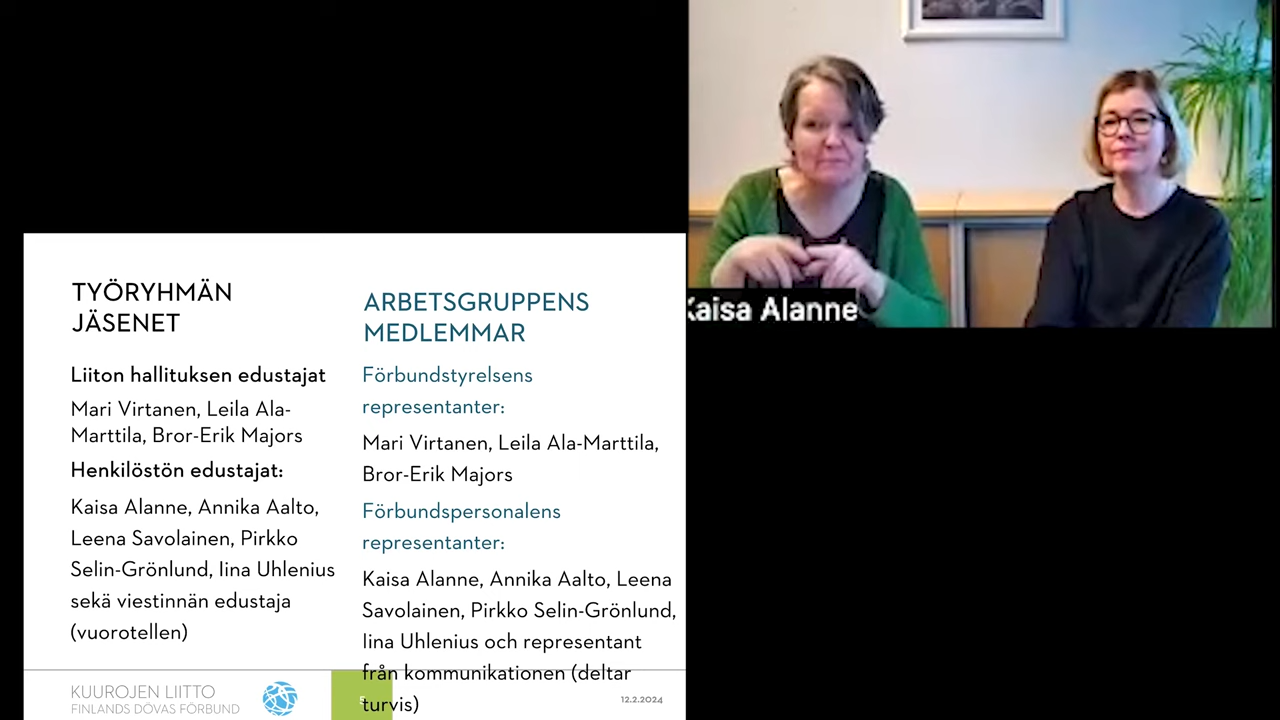 Kaisa Alanne
TYÖRYHMÄN
JÄSENET
Liiton hallituksen edustajat
Mari Virtanen, Leila Ala-
Marttila, Bror-Erik Majors
Henkilöstön edustajat:
Kaisa Alanne, Annika Aalto,
Leena Savolainen, Pirkko
Selin-Grönlund, Iina Uhlenius
sekä viestinnän edustaja
(vuorotellen)
ARBETSGRUPPENS
MEDLEMMAR
Förbundstyrelsens
representanter:
Mari Virtanen, Leila Ala-Marttila,
Bror-Erik Majors
Förbundspersonalens
representanter:
Kaisa Alanne, Annika Aalto, Leena
Savolainen, Pirkko Selin-Grönlund,
Iina Uhlenius och representant
från kommunikationen (deltar
turvis)
KUUROJEN LIITTO
FINLANDS DÖVAS FÖRBUND
5
12.2.2024